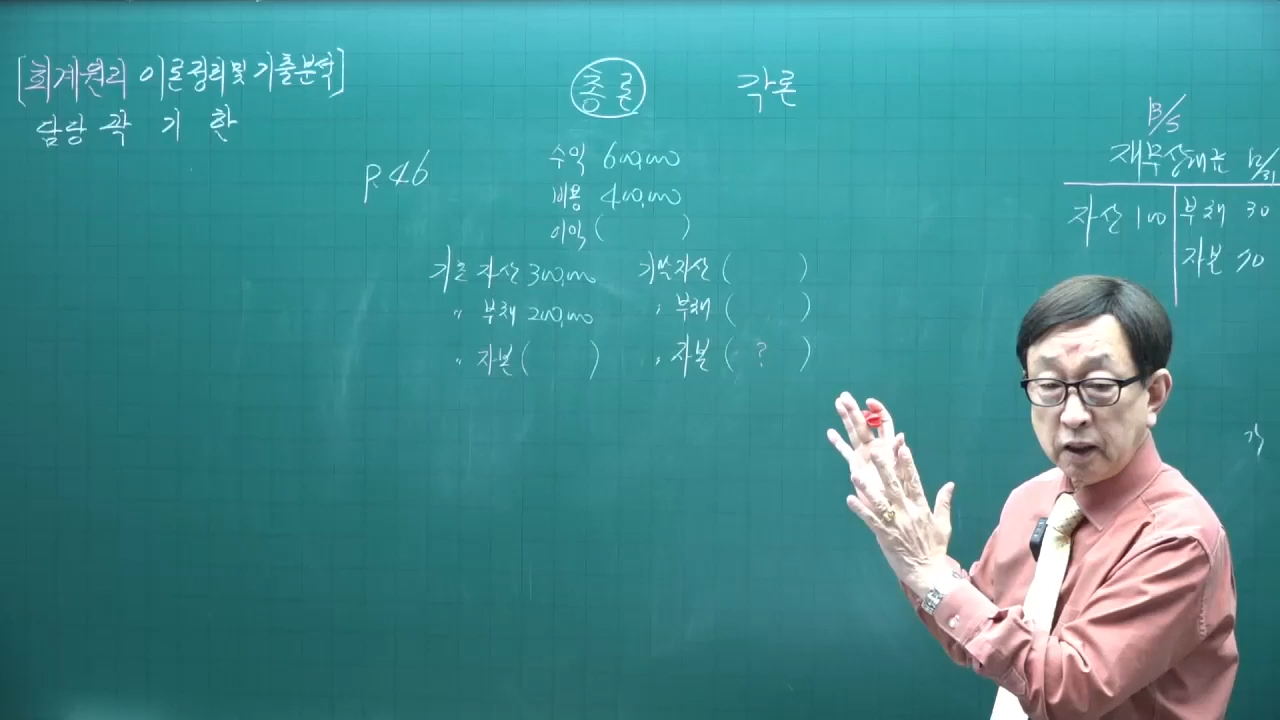 [회계원리 이론정리 및 기출분석]
담당 곽 기 환
총론
각론
P.46
수익 600,000
비용 400,000
이익 ( )
기초 자산 300,000 기말자산 ( )
〃 부채 200,000 〃 부채 ( )
〃 자본 ( ) 〃 자본 ( ? )
B/S
재무상태표 12/31
자산 100 부채 30
자본 70